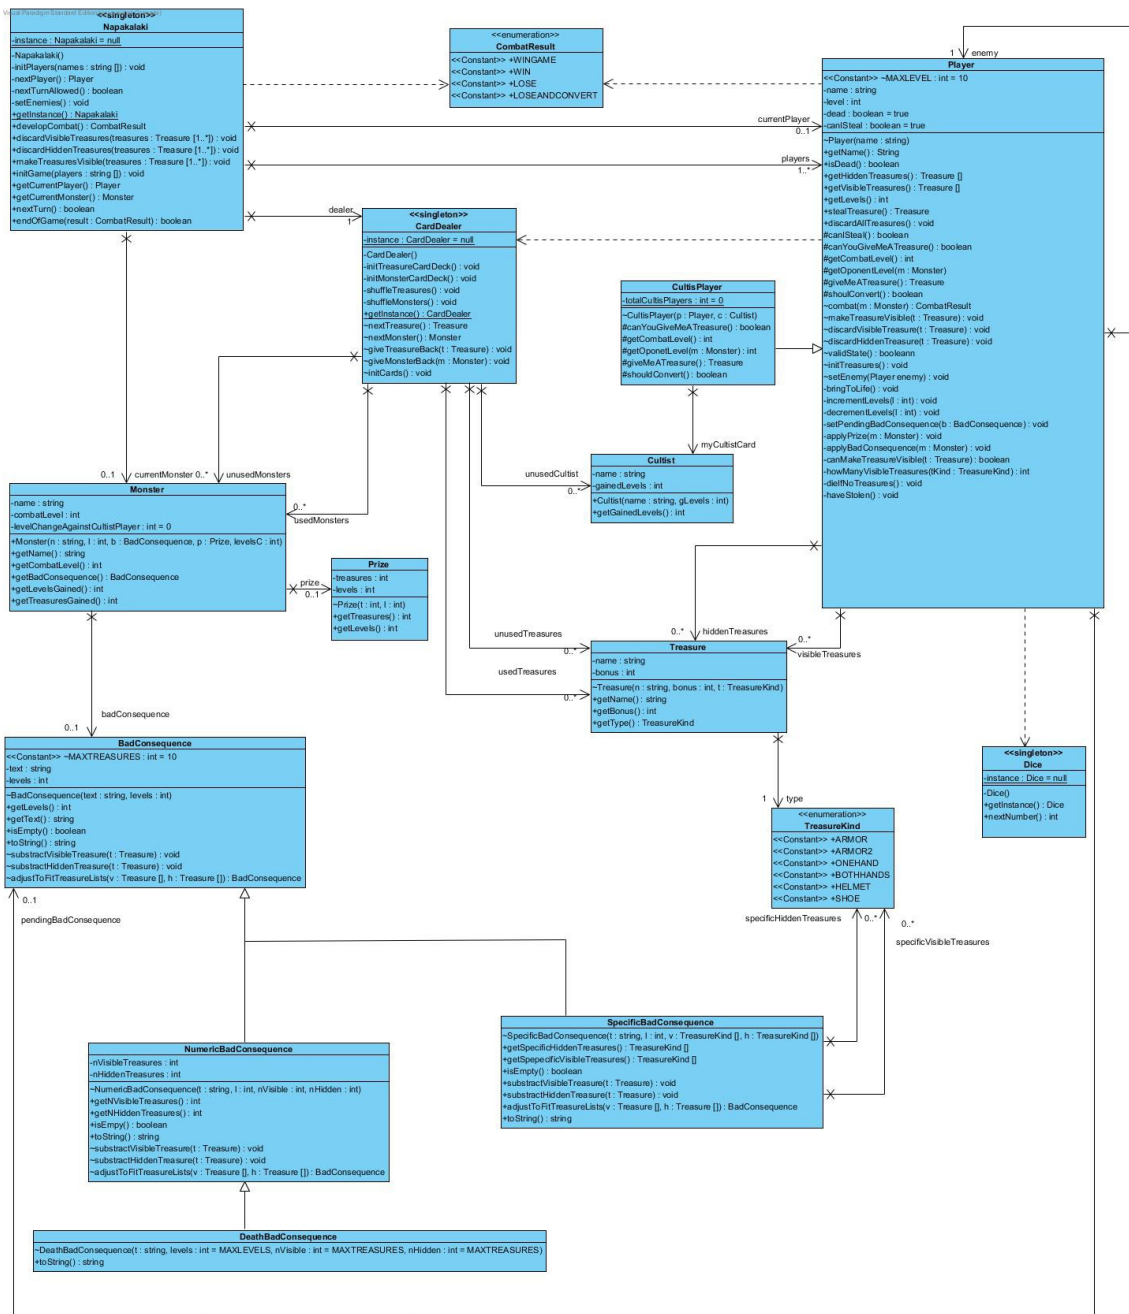 Visual Paradigm Standard Edition
<<singleton>>
Napakalaki
-instance : Napakalaki = null
-Napakalaki()
-initPlayers(names : string []) : void
-nextPlayer() : Player
-nextTurnAllowed() : boolean
-setEnemies() : void
+getInstance() : Napakalaki
+developCombat() : CombatResult
+discardVisibleTreasures(treasures : Treasure [1..*]) : void
+discardHiddenTreasures(treasures : Treasure [1..*]) : void
+makeTreasuresVisible(treasures : Treasure [1..*]) : void
+initGame(players : string []) : void
+getCurrentPlayer() : Player
+getCurrentMonster() : Monster
+nextTurn() : boolean
+endOfGame(result : CombatResult) : boolean
<<enumeration>>
CombatResult
<<Constant>> +WINGAME
<<Constant>> +WIN
<<Constant>> +LOSE
<<Constant>> +LOSEANDCONVERT
1
enemy
Player
<<Constant>> ~MAXLEVEL : int = 10
-name : string
-level : int
-dead : boolean = true
-canISteal : boolean = true
~Player(name : string)
+getName() : String
+isDead() : boolean
+getHiddenTreasures() : Treasure []
+getVisibleTreasures() : Treasure []
+getLevels() : int
+stealTreasure() : Treasure
+discardAllTreasures() : void
#canISteal() : boolean
#canYouGiveMeATreasure() : boolean
#getCombatLevel() : int
#getOponentLevel(m : Monster)
#giveMeATreasure() : Treasure
#shoulConvert() : boolean
~combat(m : Monster) : CombatResult
~makeTreasureVisible(t : Treasure) : void
~discardVisibleTreasure(t : Treasure) : void
~discardHiddenTreasure(t : Treasure) : void
~validState() : booleann
~initTreasures() : void
~setEnemy(Player enemy) : void
-bringToLife() : void
-incrementLevels(l : int) : void
-decrementLevels(l : int) : void
-setPendingBadConsequence(b : BadConsequence) : void
-applyPrize(m : Monster) : void
-applyBadConsequence(m : Monster) : void
-canMakeTreasureVisible(t : Treasure) : boolean
-howManyVisibleTreasures(tKind : TreasureKind) : int
-dieIfNoTreasures() : void
-haveStolen() : void
currentPlayer
0..1
players
1..*
dealer
1
<<singleton>>
CardDealer
-instance : CardDealer = null
-CardDealer()
-initTreasureCardDeck() : void
-initMonsterCardDeck() : void
-shuffleTreasures() : void
-shuffleMonsters() : void
+getInstance() : CardDealer
~nextTreasure() : Treasure
~nextMonster() : Monster
~giveTreasureBack(t : Treasure) : void
~giveMonsterBack(m : Monster) : void
~initCards() : void
CultisPlayer
-totalCultisPlayers : int = 0
~CultisPlayer(p : Player, c : Cultist)
#canYouGiveMeATreasure() : boolean
#getCombatLevel() : int
#getOponetLevel(m : Monster) : int
#giveMeATreasure() : Treasure
#shouldConvert() : boolean
myCultistCard
Cultist
-name : string
-gainedLevels : int
+Cultist(name : string, gLevels : int)
+getGainedLevels() : int
unusedCultist
0..*
0..1
currentMonster
0..*
unusedMonsters
0..*
usedMonsters
Monster
-name : string
-combatLevel : int
-levelChangeAgainstCultistPlayer : int = 0
+Monster(n : string, l : int, b : BadConsequence, p : Prize, levelsC : int)
+getName() : string
+getCombatLevel() : int
+getBadConsequence() : BadConsequence
+getLevelsGained() : int
+getTreasuresGained() : int
prize
0..1
Prize
-treasures : int
-levels : int
~Prize(t : int, l : int)
+getTreasures() : int
+getLevels() : int
unusedTreasures
0..*
usedTreasures
0..*
0..*
hiddenTreasures
0..*
visibleTreasures
Treasure
-name : string
-bonus : int
~Treasure(n : string, bonus : int, t : TreasureKind)
+getName() : string
+getBonus() : int
+getType() : TreasureKind
badConsequence
0..1
BadConsequence
<<Constant>> ~MAXTREASURES : int = 10
-text : string
-levels : int
~BadConsequence(text : string, levels : int)
+getLevels() : int
+getText() : string
+isEmpty() : boolean
+toString() : string
~substractVisibleTreasure(t : Treasure) : void
~substractHiddenTreasure(t : Treasure) : void
~adjustToFitTreasureLists(v : Treasure [], h : Treasure []) : BadConsequence
0..1
pendingBadConsequence
<<singleton>>
Dice
-instance : Dice = null
-Dice()
+getInstance() : Dice
+nextNumber() : int
1
type
<<enumeration>>
TreasureKind
<<Constant>> +ARMOR
<<Constant>> +ARMOR2
<<Constant>> +ONEHAND
<<Constant>> +BOTHHANDS
<<Constant>> +HELMET
<<Constant>> +SHOE
specificHiddenTreasures
0..*
0..*
specificVisibleTreasures
SpecificBadConsequence
~SpecificBadConsequence(t : string, l : int, v : TreasureKind [], h : TreasureKind [])
+getSpecificHiddenTreasures() : TreasureKind []
+getSpepecificVisibleTreasures() : TreasureKind []
+isEmpty() : boolean
+substractVisibleTreasure(t : Treasure) : void
+substractHiddenTreasure(t : Treasure) : void
+adjustToFitTreasureLists(v : Treasure [], h : Treasure []) : BadConsequence
+toString() : string
NumericBadConsequence
-nVisibleTreasures : int
-nHiddenTreasures : int
~NumericBadConsequence(t : string, l : int, nVisible : int, nHidden : int)
+getNVisibleTreasures() : int
+getNHiddenTreasures() : int
+isEmpy() : boolean
+toString() : string
~substractVisibleTreasure(t : Treasure) : void
~substractHiddenTreasure(t : Treasure) : void
~adjustToFitTreasureLists(v : Treasure [], h : Treasure []) : BadConsequence
DeathBadConsequence
~DeathBadConsequence(t : string, levels : int = MAXLEVELS, nVisible : int = MAXTREASURES, nHidden : int = MAXTREASURES)
+toString() : string